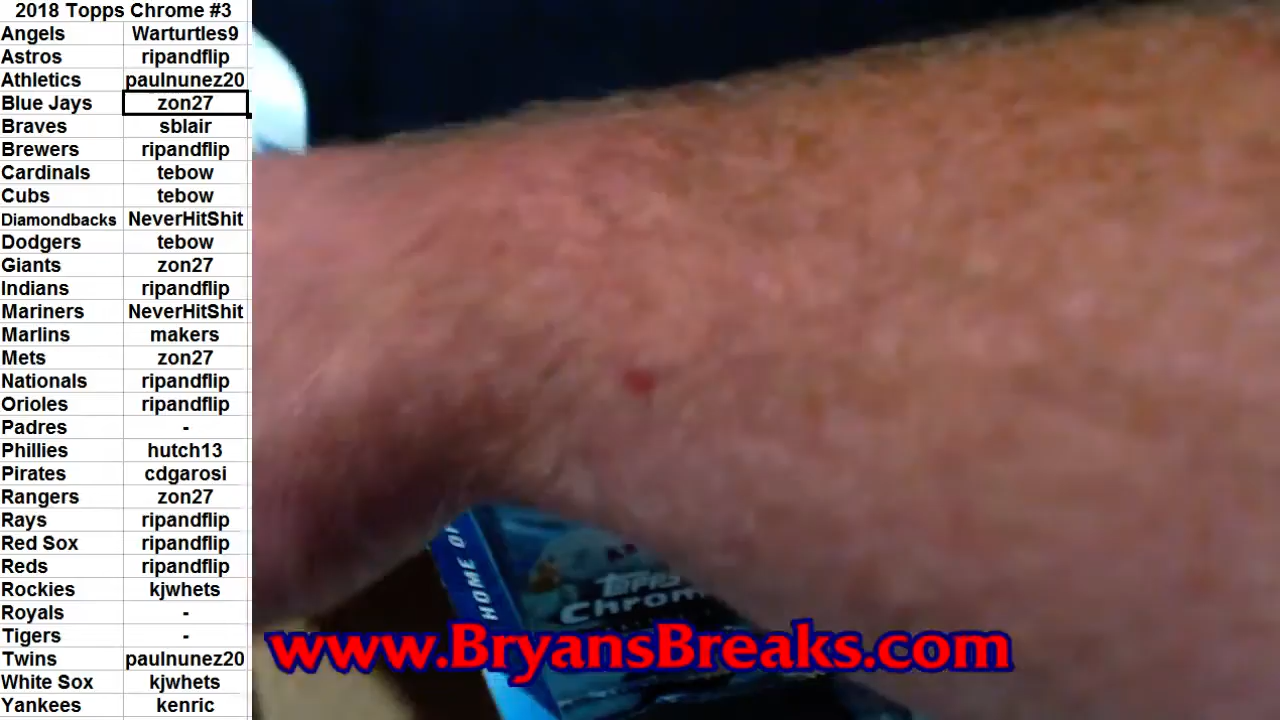 2018 Topps Chrome #3
Angels Warturtles9
Astros ripandflip
Athletics paulnunez20
Blue Jays zon27
Braves sblair
Brewers ripandflip
Cardinals tebow
Cubs tebow
Diamondbacks NeverHitShit
Dodgers tebow
Giants zon27
Indians ripandflip
Mariners NeverHitShit
Marlins makers
Mets zon27
Nationals ripandflip
Orioles ripandflip
Padres -
Phillies hutch13
Pirates cdgarosi
Rangers zon27
Rays ripandflip
Red Sox ripandflip
Reds ripandflip
Rockies kjwhets
Royals -
Tigers -
Twins paulnunez20
White Sox kjwhets
Yankees kenric
HOME
TOPPS
Chrom
www.BryansBreaks.com